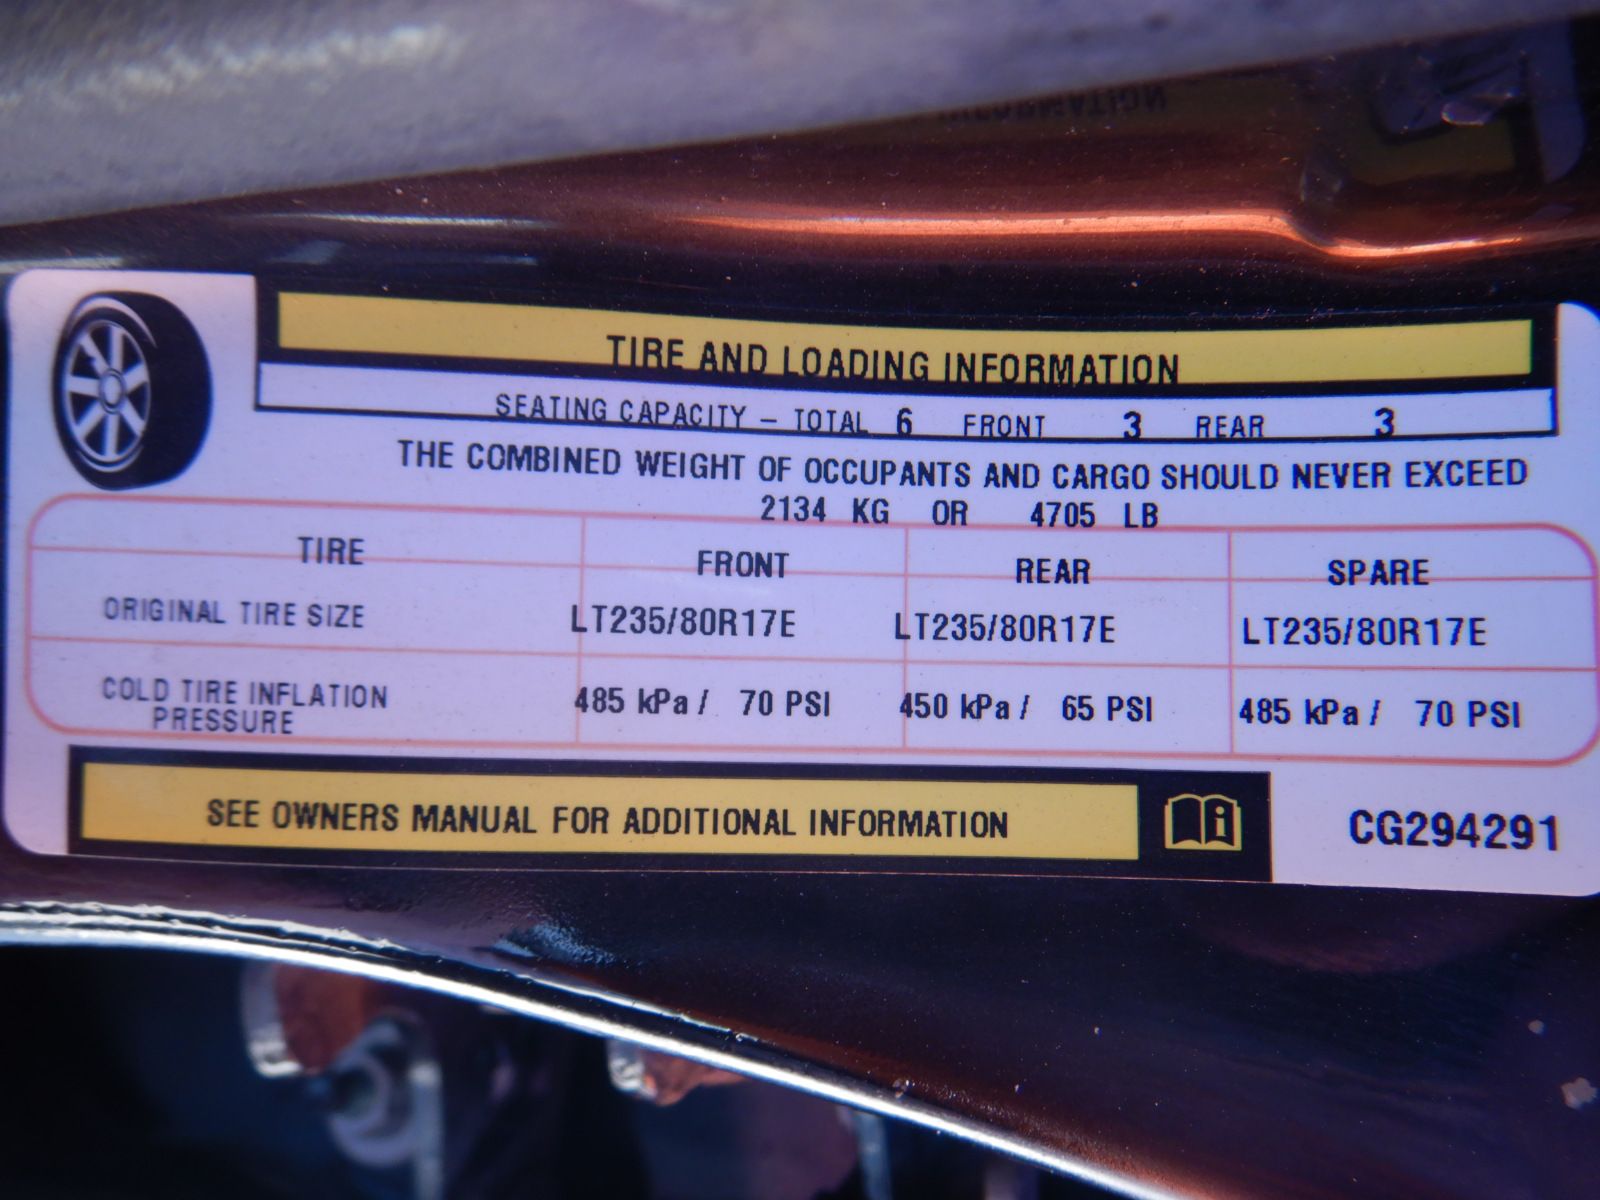 INFORMATION
TIRE AND LOADING INFORMATION
SEATING CAPACITY – TOTAL 6 FRONT 3 REAR 3
THE COMBINED WEIGHT OF OCCUPANTS AND CARGO SHOULD NEVER EXCEED
2134 KG OR 4705 LB
TIRE FRONT REAR SPARE
ORIGINAL TIRE SIZE LT235/80R17E LT235/80R17E LT235/80R17E
COLD TIRE INFLATION PRESSURE 485 kPa / 70 PSI 450 kPa / 65 PSI 485 kPa / 70 PSI
SEE OWNERS MANUAL FOR ADDITIONAL INFORMATION
CG294291